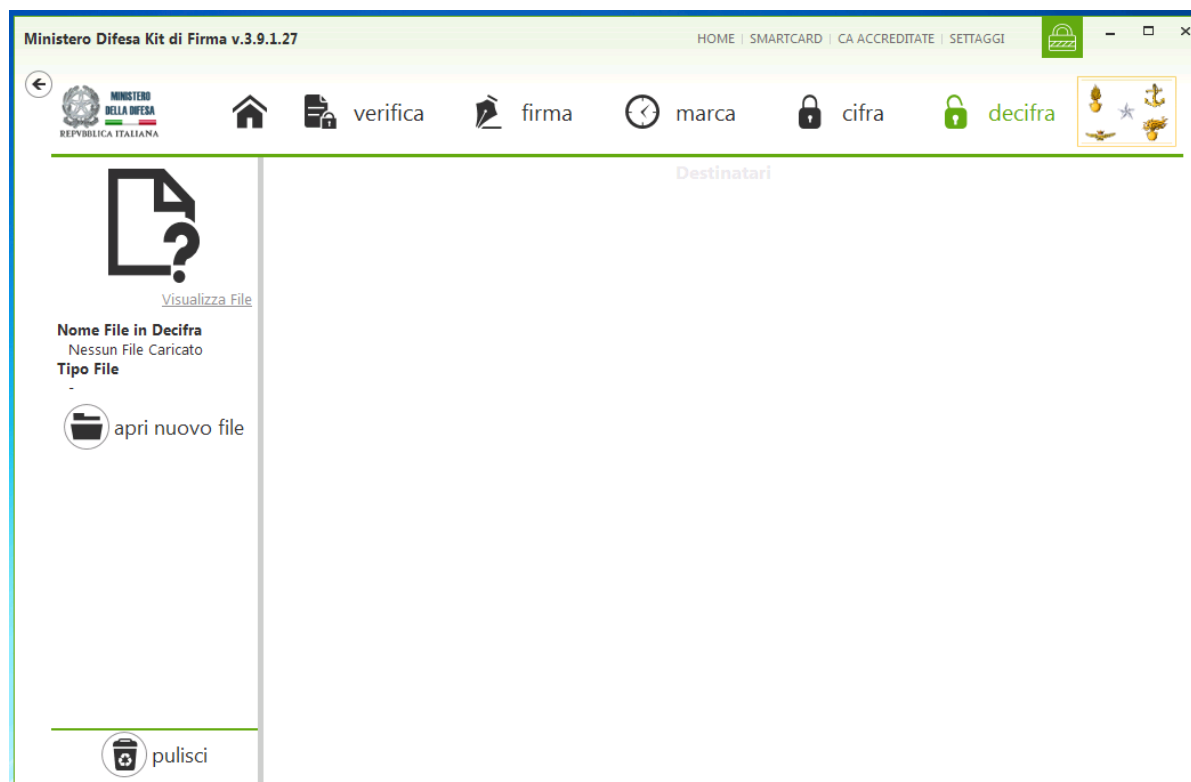 Ministero Difesa Kit di Firma v.3.9.1.27
HOME | SMARTCARD | CA ACCREDITATE | SETTAGGI
MINISTERO
DELLA DIFESA
REPVBBLICA ITALIANA
verifica
firma
marca
cifra
decifra
Destinatari
Visualizza File
Nome File in Decifra
Nessun File Caricato
Tipo File
-
apri nuovo file
pulisci